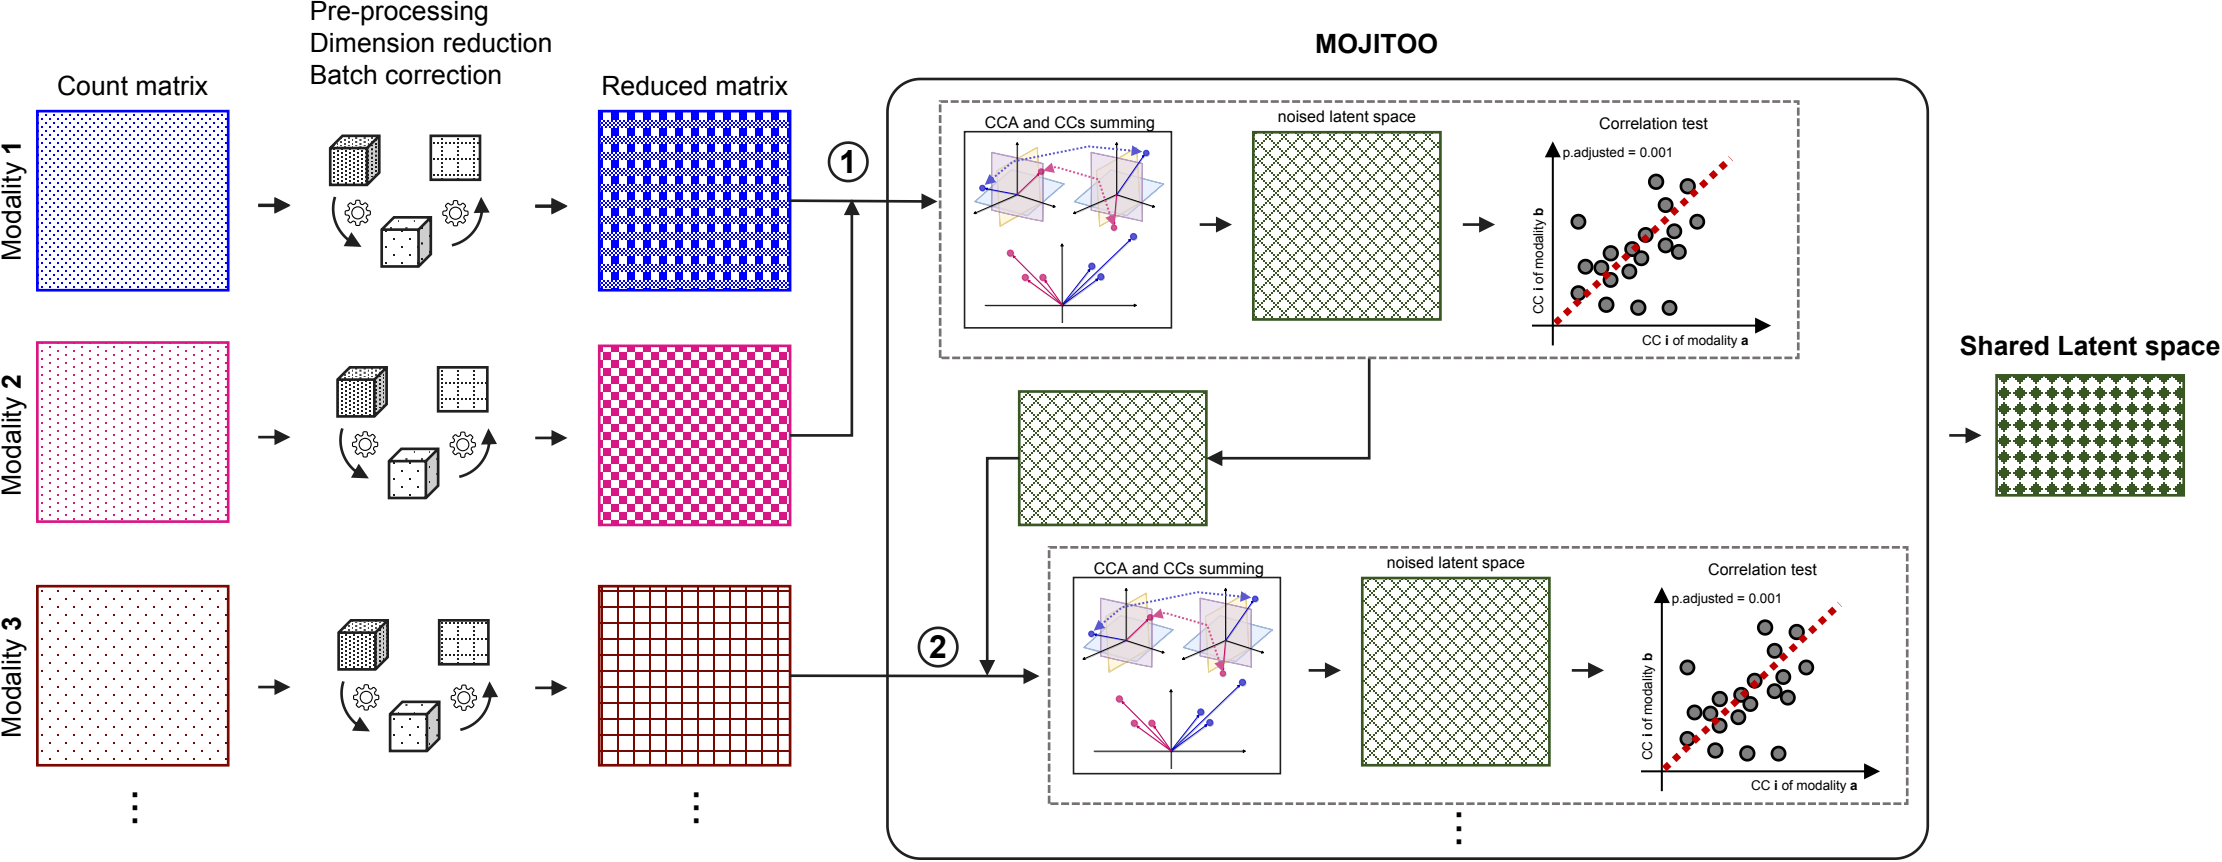 Pre-processing
Dimension reduction
Batch correction
Count matrix
Reduced matrix
MOJITOO
Modality 1
Modality 2
Modality 3
1
CCA and CCs summing
noised latent space
Correlation test
p.adjusted = 0.001
CC i of modality b
CC i of modality a
Shared Latent space
2
CCA and CCs summing
noised latent space
Correlation test
p.adjusted = 0.001
CC i of modality b
CC i of modality a